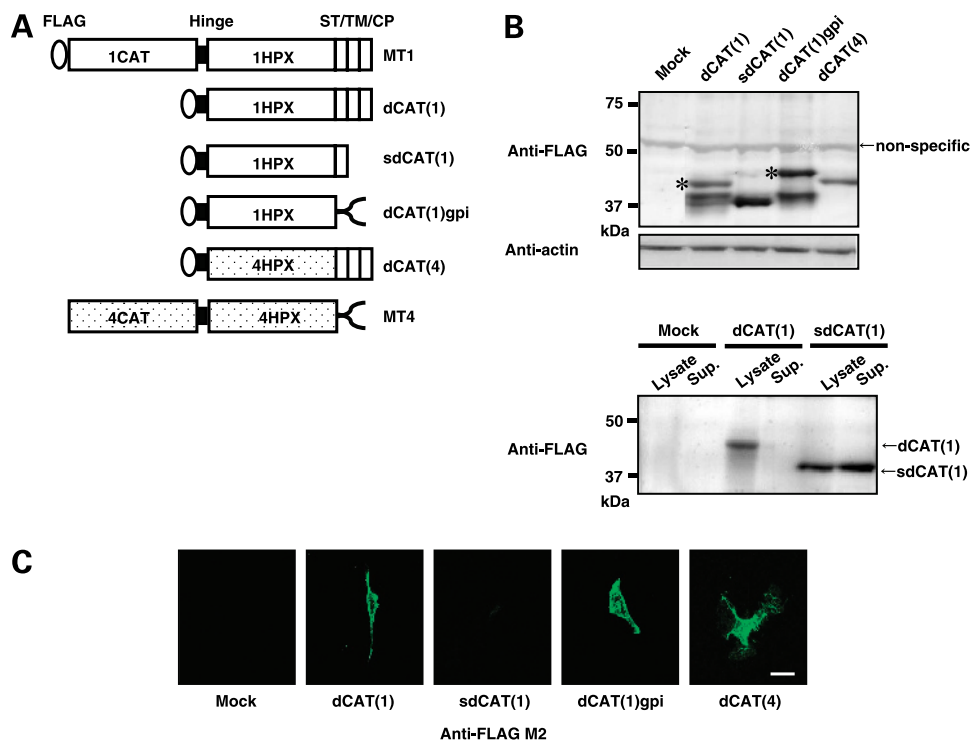 A
FLAG Hinge ST/TM/CP
1CAT 1HPX MT1
1HPX dCAT(1)
1HPX sdCAT(1)
1HPX dCAT(1)gpi
4HPX dCAT(4)
4CAT 4HPX MT4
B
Mock dCAT(1) sdCAT(1) dCAT(1)gpi dCAT(4)
75
Anti-FLAG 50 ←non-specific
* *
37
kDa
Anti-actin
Mock dCAT(1) sdCAT(1)
Lysate Sup. Lysate Sup. Lysate Sup.
50
Anti-FLAG ←dCAT(1)
37 ←sdCAT(1)
kDa
C
Mock dCAT(1) sdCAT(1) dCAT(1)gpi dCAT(4)
Anti-FLAG M2